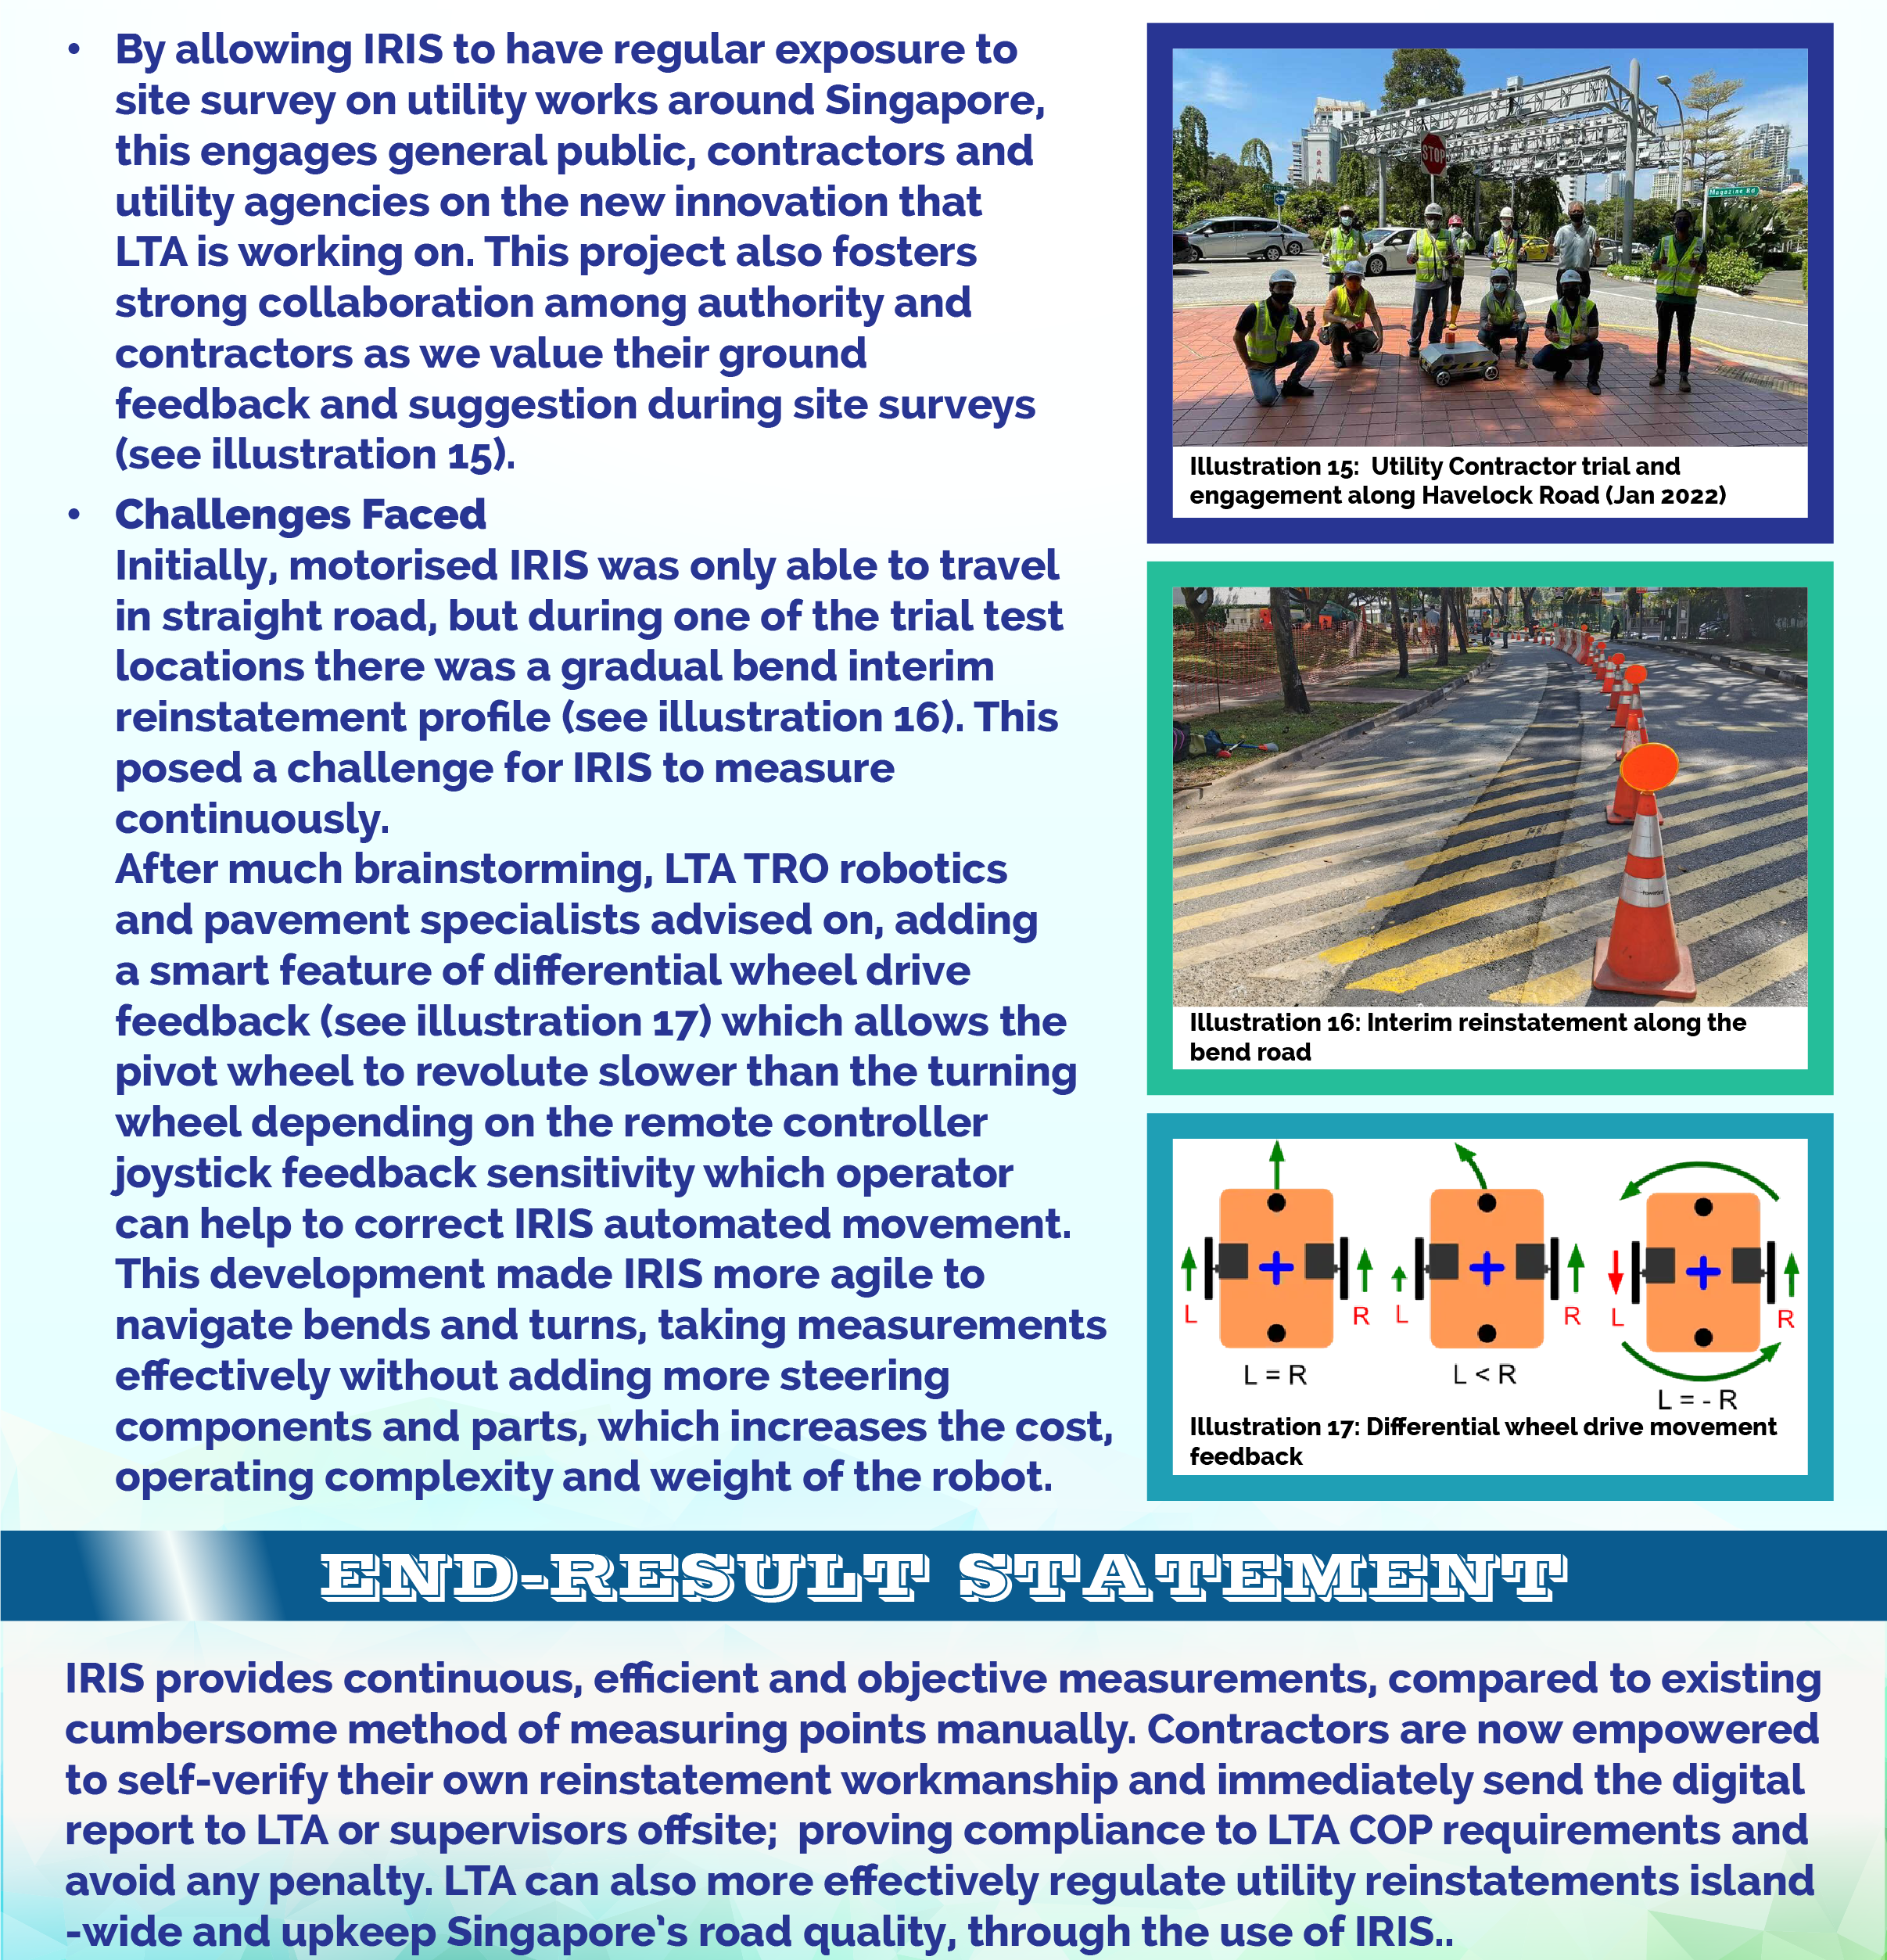 • By allowing IRIS to have regular exposure to
site survey on utility works around Singapore,
this engages general public, contractors and
utility agencies on the new innovation that
LTA is working on. This project also fosters
strong collaboration among authority and
contractors as we value their ground
feedback and suggestion during site surveys
(see illustration 15).
• Challenges Faced
Initially, motorised IRIS was only able to travel
in straight road, but during one of the trial test
locations there was a gradual bend interim
reinstatement profile (see illustration 16). This
posed a challenge for IRIS to measure
continuously.
After much brainstorming, LTA TRO robotics
and pavement specialists advised on, adding
a smart feature of differential wheel drive
feedback (see illustration 17) which allows the
pivot wheel to revolute slower than the turning
wheel depending on the remote controller
joystick feedback sensitivity which operator
can help to correct IRIS automated movement.
This development made IRIS more agile to
navigate bends and turns, taking measurements
effectively without adding more steering
components and parts, which increases the cost,
operating complexity and weight of the robot.
STOP
Magazine Rd
Illustration 15:  Utility Contractor trial and
engagement along Havelock Road (Jan 2022)
Illustration 16: Interim reinstatement along the
bend road
L R L R L R
L = R
L < R
L = - R
Illustration 17: Differential wheel drive movement
feedback
END-RESULT STATEMENT
IRIS provides continuous, efficient and objective measurements, compared to existing
cumbersome method of measuring points manually. Contractors are now empowered
to self-verify their own reinstatement workmanship and immediately send the digital
report to LTA or supervisors offsite;  proving compliance to LTA COP requirements and
avoid any penalty. LTA can also more effectively regulate utility reinstatements island
-wide and upkeep Singapore's road quality, through the use of IRIS..